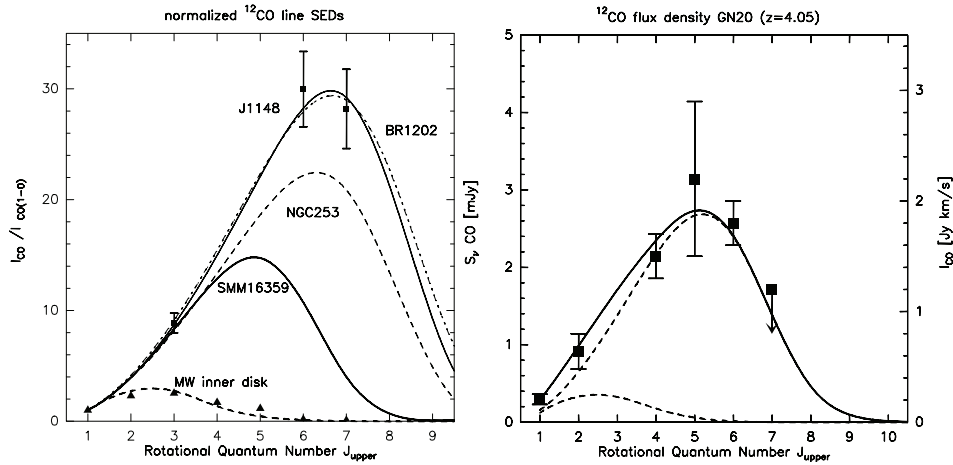 normalized ¹²CO line SEDs
I_CO / I_CO(1-0)
30
20
10
0
J1148
BR1202
NGC253
SMM16359
MW inner disk
1 2 3 4 5 6 7 8 9
Rotational Quantum Number J_upper
¹²CO flux density GN20 (z=4.05)
S_ν CO [mJy]
5
4
3
2
1
0
3
2
1
0
I_CO [Jy km/s]
1 2 4 5 6 7 8 9 10
Rotational Quantum Number J_upper